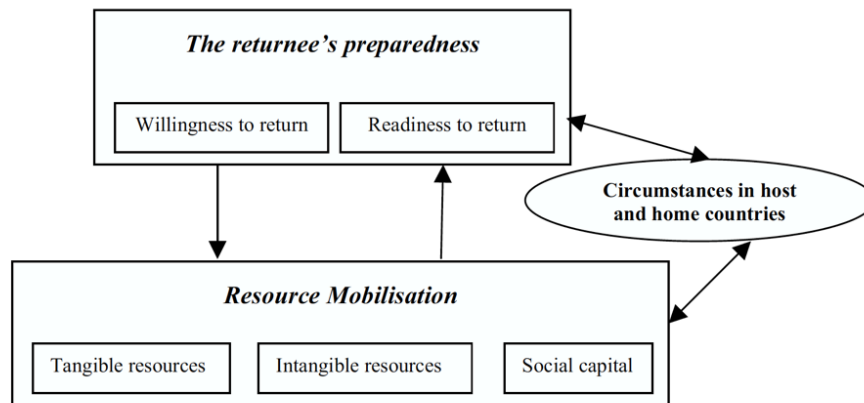 The returnee’s preparedness
Willingness to return
Readiness to return
Circumstances in host
and home countries
Resource Mobilisation
Tangible resources
Intangible resources
Social capital